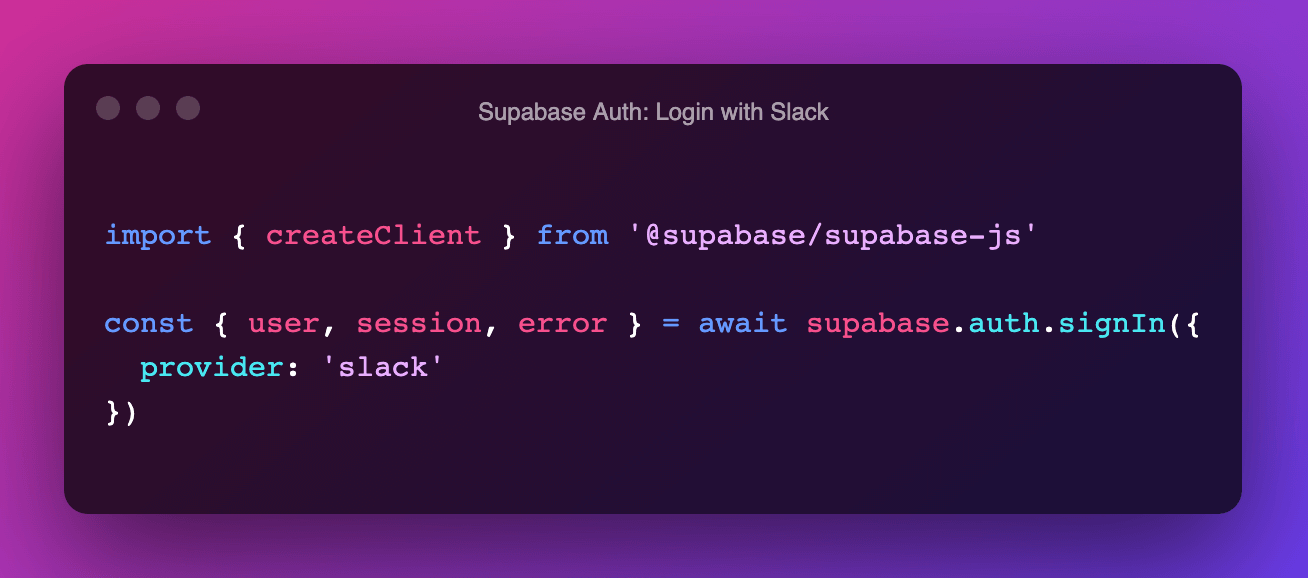 Supabase Auth: Login with Slack
import { createClient } from '@supabase/supabase-js'
const { user, session, error } = await supabase.auth.signIn({
  provider: 'slack'
})